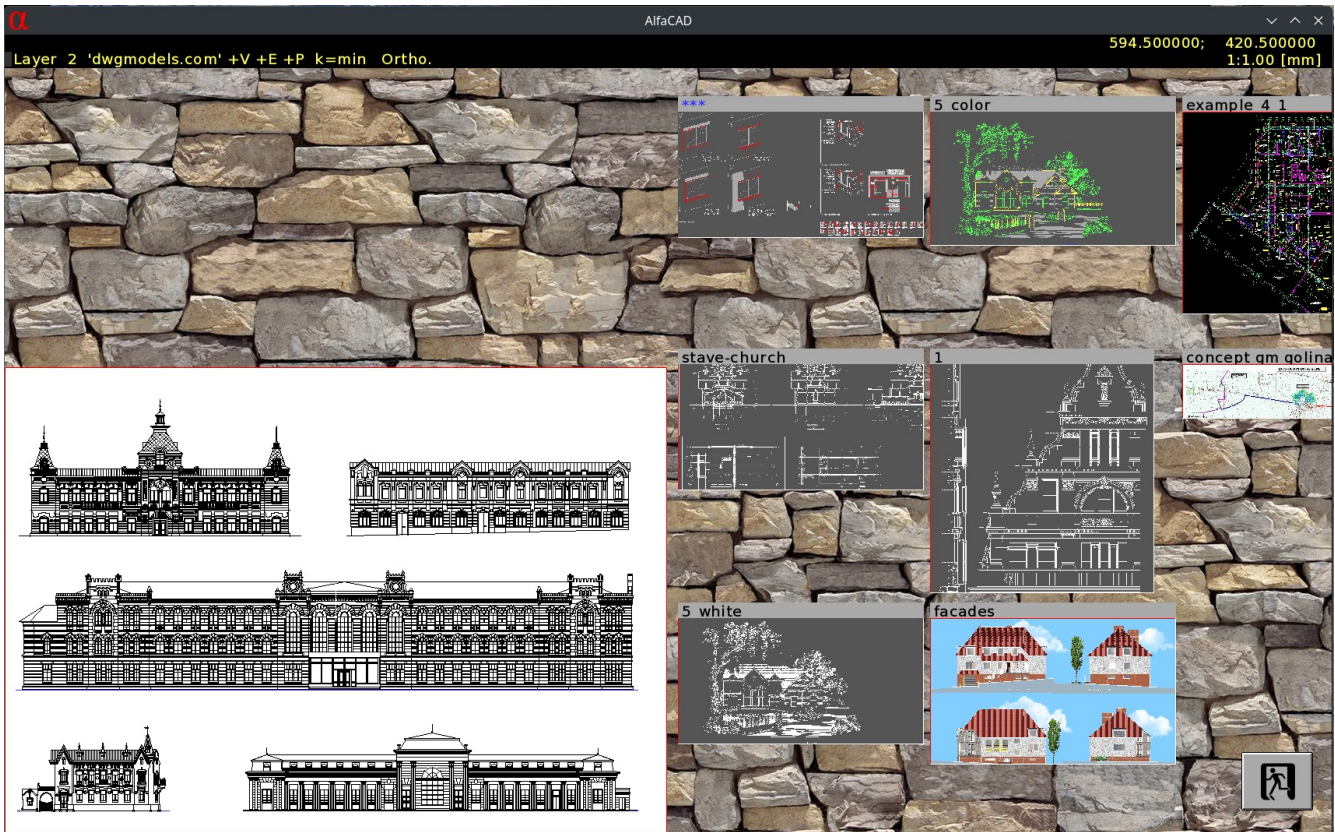 α
AlfaCAD
594.500000; 420.500000
Layer 2 'dwgmodels.com' +V +E +P k=min Ortho.
1:1.00 [mm]
***
5 color
example 4 1
stave-church
1
concept gm golina
5 white
facades